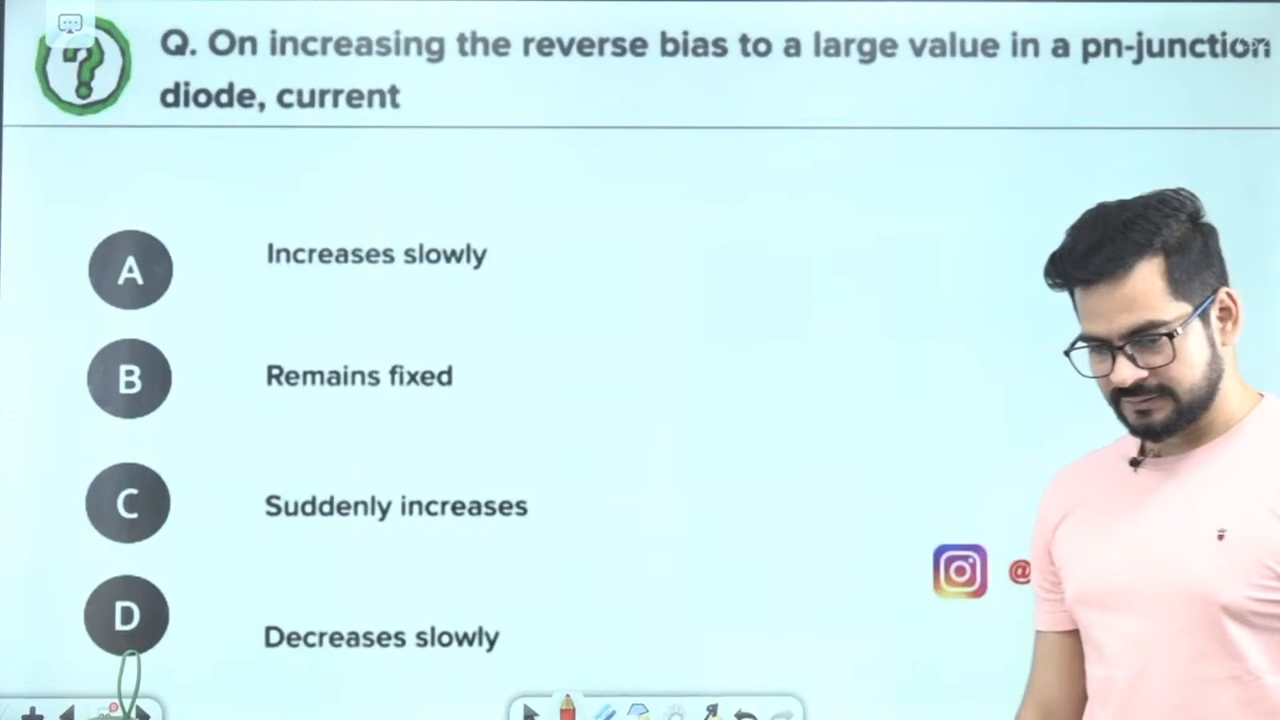 Q. On increasing the reverse bias to a large value in a pn-junction
diode, current
A
Increases slowly
B
Remains fixed
C
Suddenly increases
D
Decreases slowly
@